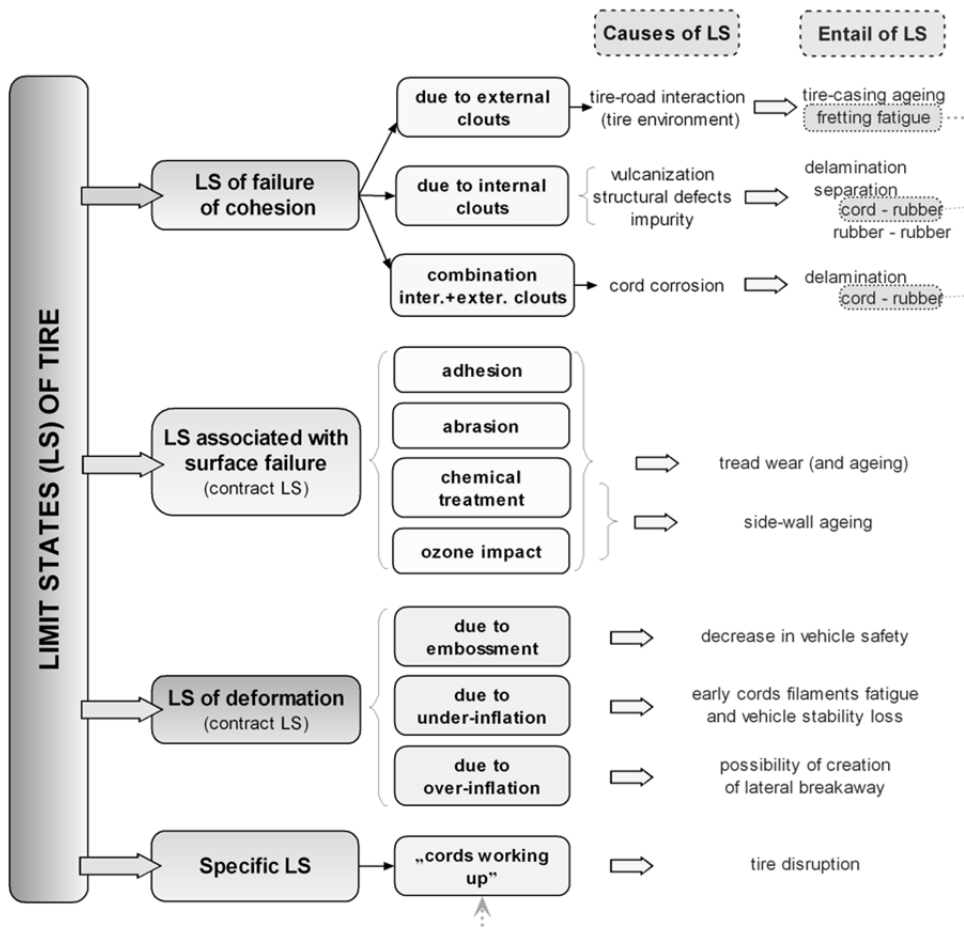 Causes of LS
Entail of LS
LIMIT STATES (LS) OF TIRE
LS of failure
of cohesion
due to external
clouts
tire-road interaction
(tire environment)
tire-casing ageing
fretting fatigue
due to internal
clouts
vulcanization
structural defects
impurity
delamination
separation
cord - rubber
rubber - rubber
combination
inter.+exter. clouts
cord corrosion
delamination
cord - rubber
LS associated with
surface failure
(contract LS)
adhesion
abrasion
chemical
treatment
ozone impact
tread wear (and ageing)
side-wall ageing
LS of deformation
(contract LS)
due to
embossment
decrease in vehicle safety
due to
under-inflation
early cords filaments fatigue
and vehicle stability loss
due to
over-inflation
possibility of creation
of lateral breakaway
Specific LS
„cords working
up”
tire disruption